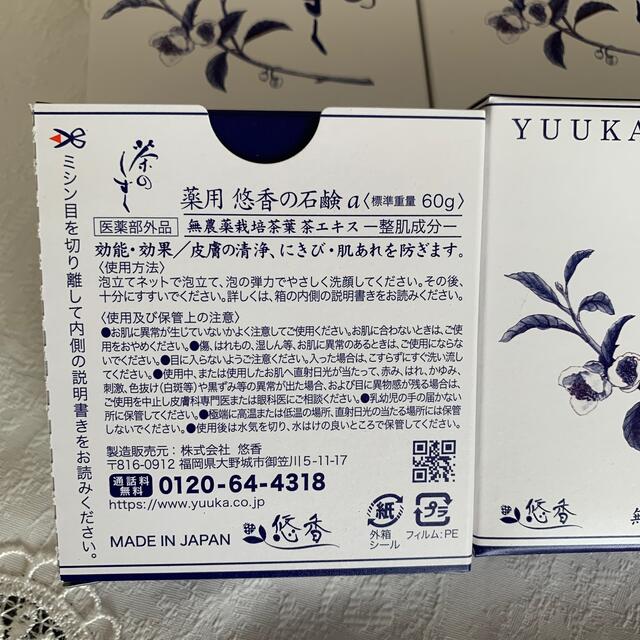 YUUKA
ミシン目を切り離して内側の説明書きをお読みください。
茶のしずく
薬用 悠香の石鹸a〈標準重量 60g〉
医薬部外品 無農薬栽培茶葉 茶エキス ―整肌成分―
効能・効果／皮膚の清浄、にきび・肌あれを防ぎます。
〈使用方法〉
泡立てネットで泡立て、泡の弾力でやさしく洗顔してください。その後、
十分にすすいでください。詳しくは、箱の内側の説明書きをお読みください。
〈使用及び保管上の注意〉
●お肌に異常が生じていないかよく注意してご使用ください。お肌に合わないときは、ご使
用をおやめください。●傷、はれもの、湿しん等、お肌に異常のあるときは、ご使用にならな
いでください。●目に入らないようご注意ください。入った場合は、こすらずにすぐ洗い流し
てください。●使用中、または使用したお肌へ直射日光が当たって、赤み、はれ、かゆみ、
刺激、色抜け(白斑等)や黒ずみ等の異常が出た場合、および目に異物感が残る場合は、
ご使用を中止し皮膚科専門医または眼科医にご相談ください。●乳幼児の手の届かない
所に保管してください。●極端に高温または低温の場所、直射日光の当たる場所には保管
しないでください。●使用後は水気を切り、水はけの良いところで保管してください。
製造販売元：株式会社 悠香
〒816-0912 福岡県大野城市御笠川5-11-17
通話料無料 0120-64-4318
https://www.yuuka.co.jp
MADE IN JAPAN 悠香
紙 外箱 シール
プラ フィルム:PE
悠香
無